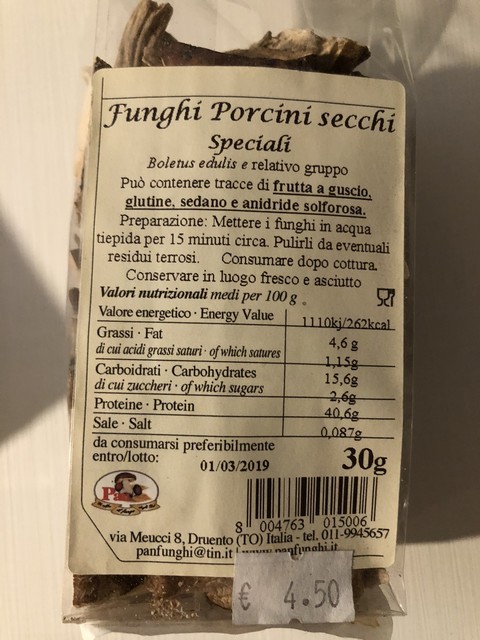 Funghi Porcini secchi
Speciali
Boletus edulis e relativo gruppo
Può contenere tracce di frutta a guscio,
glutine, sedano e anidride solforosa.
Preparazione: Mettere i funghi in acqua
tiepida per 15 minuti circa. Pulirli da eventuali
residui terrosi. Consumare dopo cottura.
Conservare in luogo fresco e asciutto
Valori nutrizionali medi per 100 g.
Valore energetico · Energy Value 1110kj/262kcal
Grassi · Fat 4,6 g
di cui acidi grassi saturi · of which satures 1,15g
Carboidrati · Carbohydrates 15,6g
di cui zuccheri · of which sugars 2,6g
Proteine · Protein 40,6g
Sale · Salt 0,087g
da consumarsi preferibilmente
entro/lotto: 01/03/2019 30g
8 004763 015006
via Meucci 8, Druento (TO) Italia - tel. 011-9945657
panfunghi@tin.it www.panfunghi.it
€ 4.50